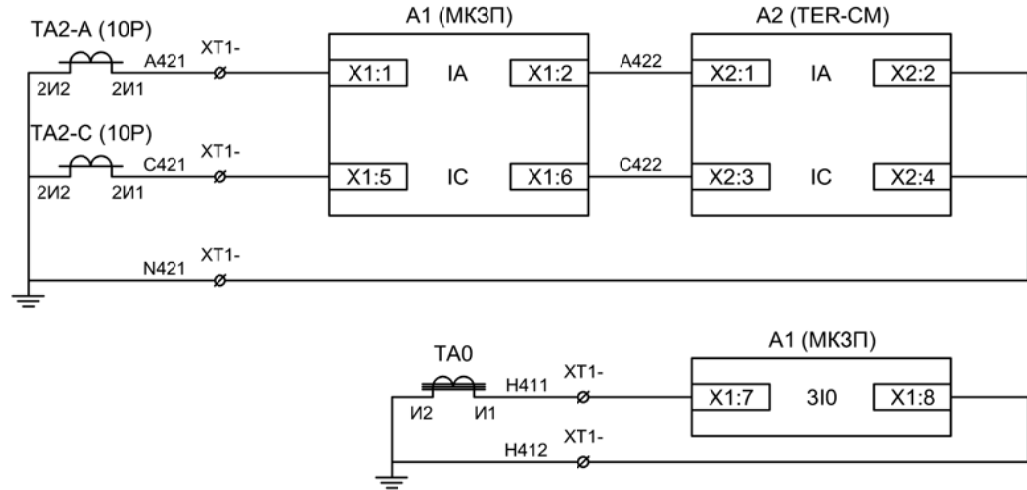 A1 (МКЗП) A2 (TER-CM)
TA2-A (10P)
A421 XT1- X1:1 IA X1:2 A422 X2:1 IA X2:2
2И2 2И1
TA2-C (10P)
C421 XT1- X1:5 IC X1:6 C422 X2:3 IC X2:4
2И2 2И1
N421 XT1-
A1 (МКЗП)
TA0
H411 XT1- X1:7 3I0 X1:8
И2 И1
H412 XT1-